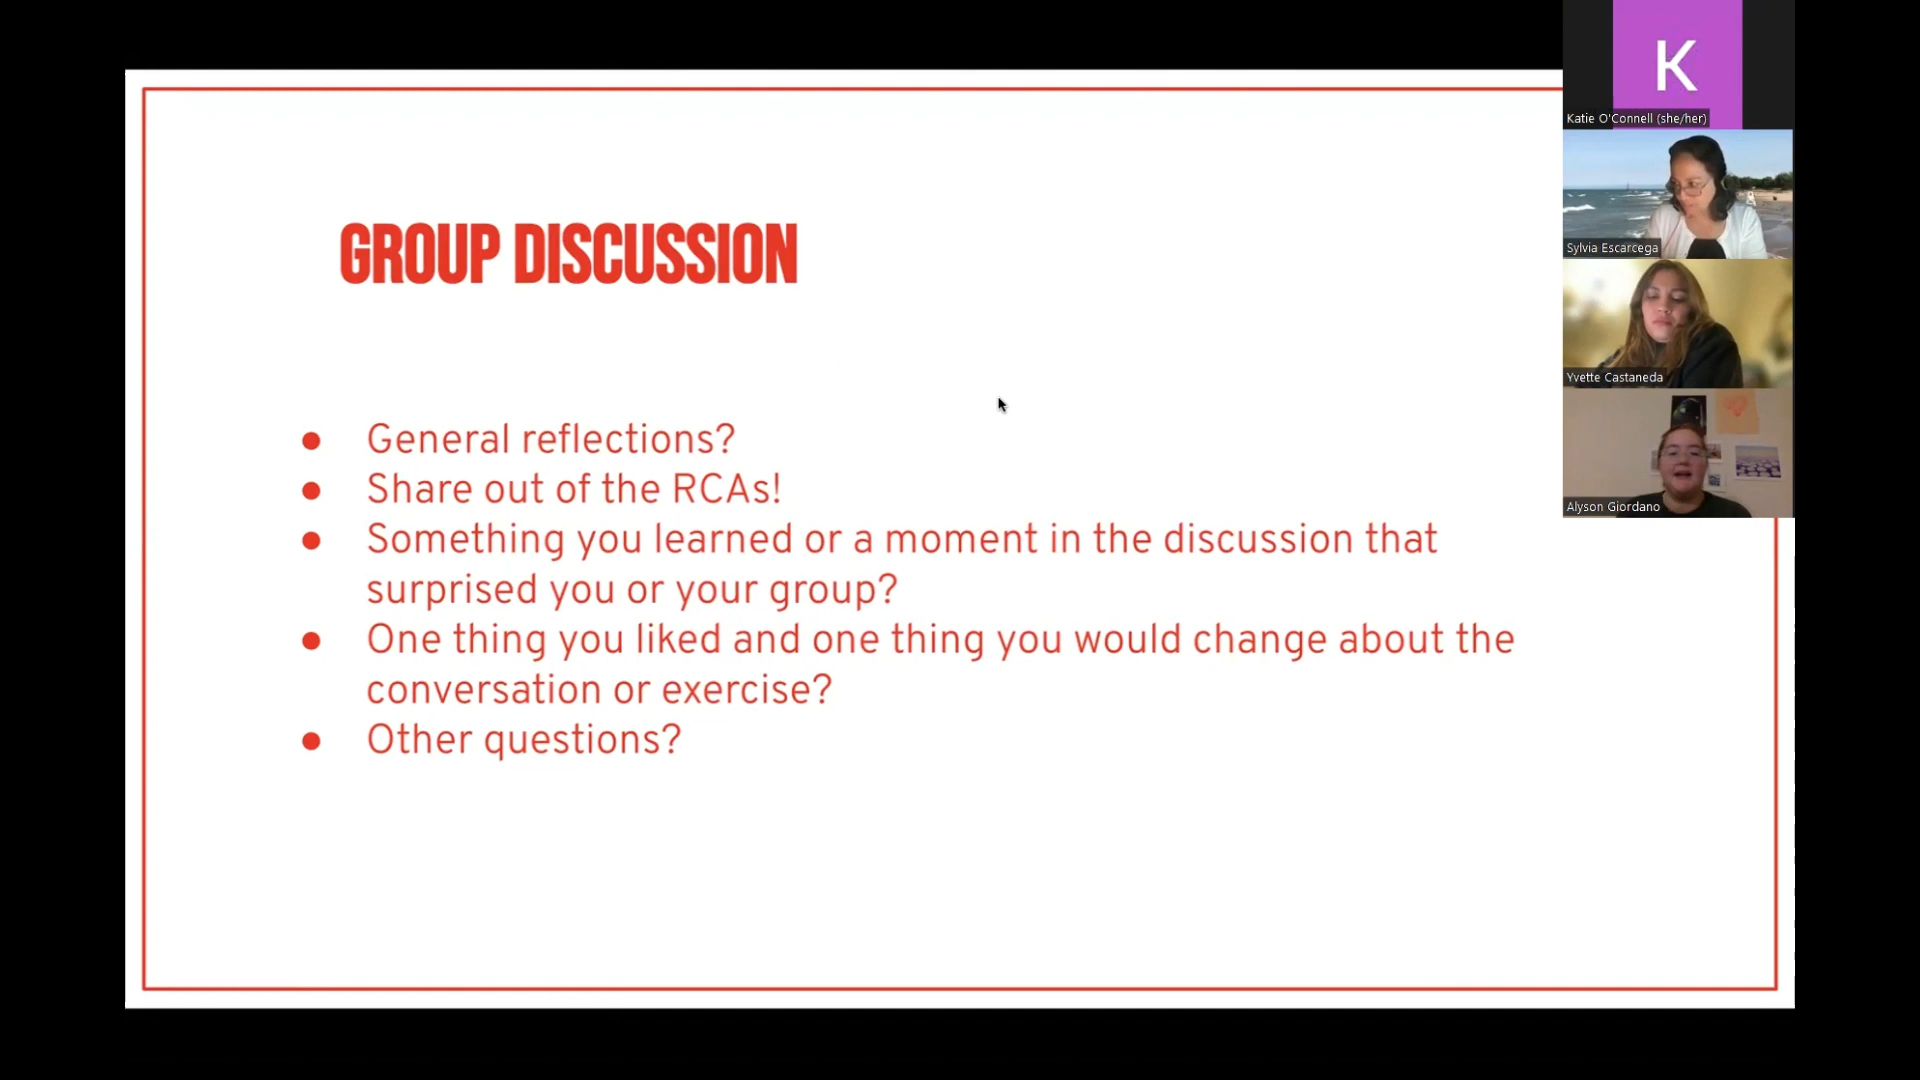 GROUP DISCUSSION
● General reflections?
● Share out of the RCAs!
● Something you learned or a moment in the discussion that
surprised you or your group?
● One thing you liked and one thing you would change about the
conversation or exercise?
● Other questions?
K
Katie O'Connell (she/her)
Sylvia Escarcega
Yvette Castaneda
Alyson Giordano